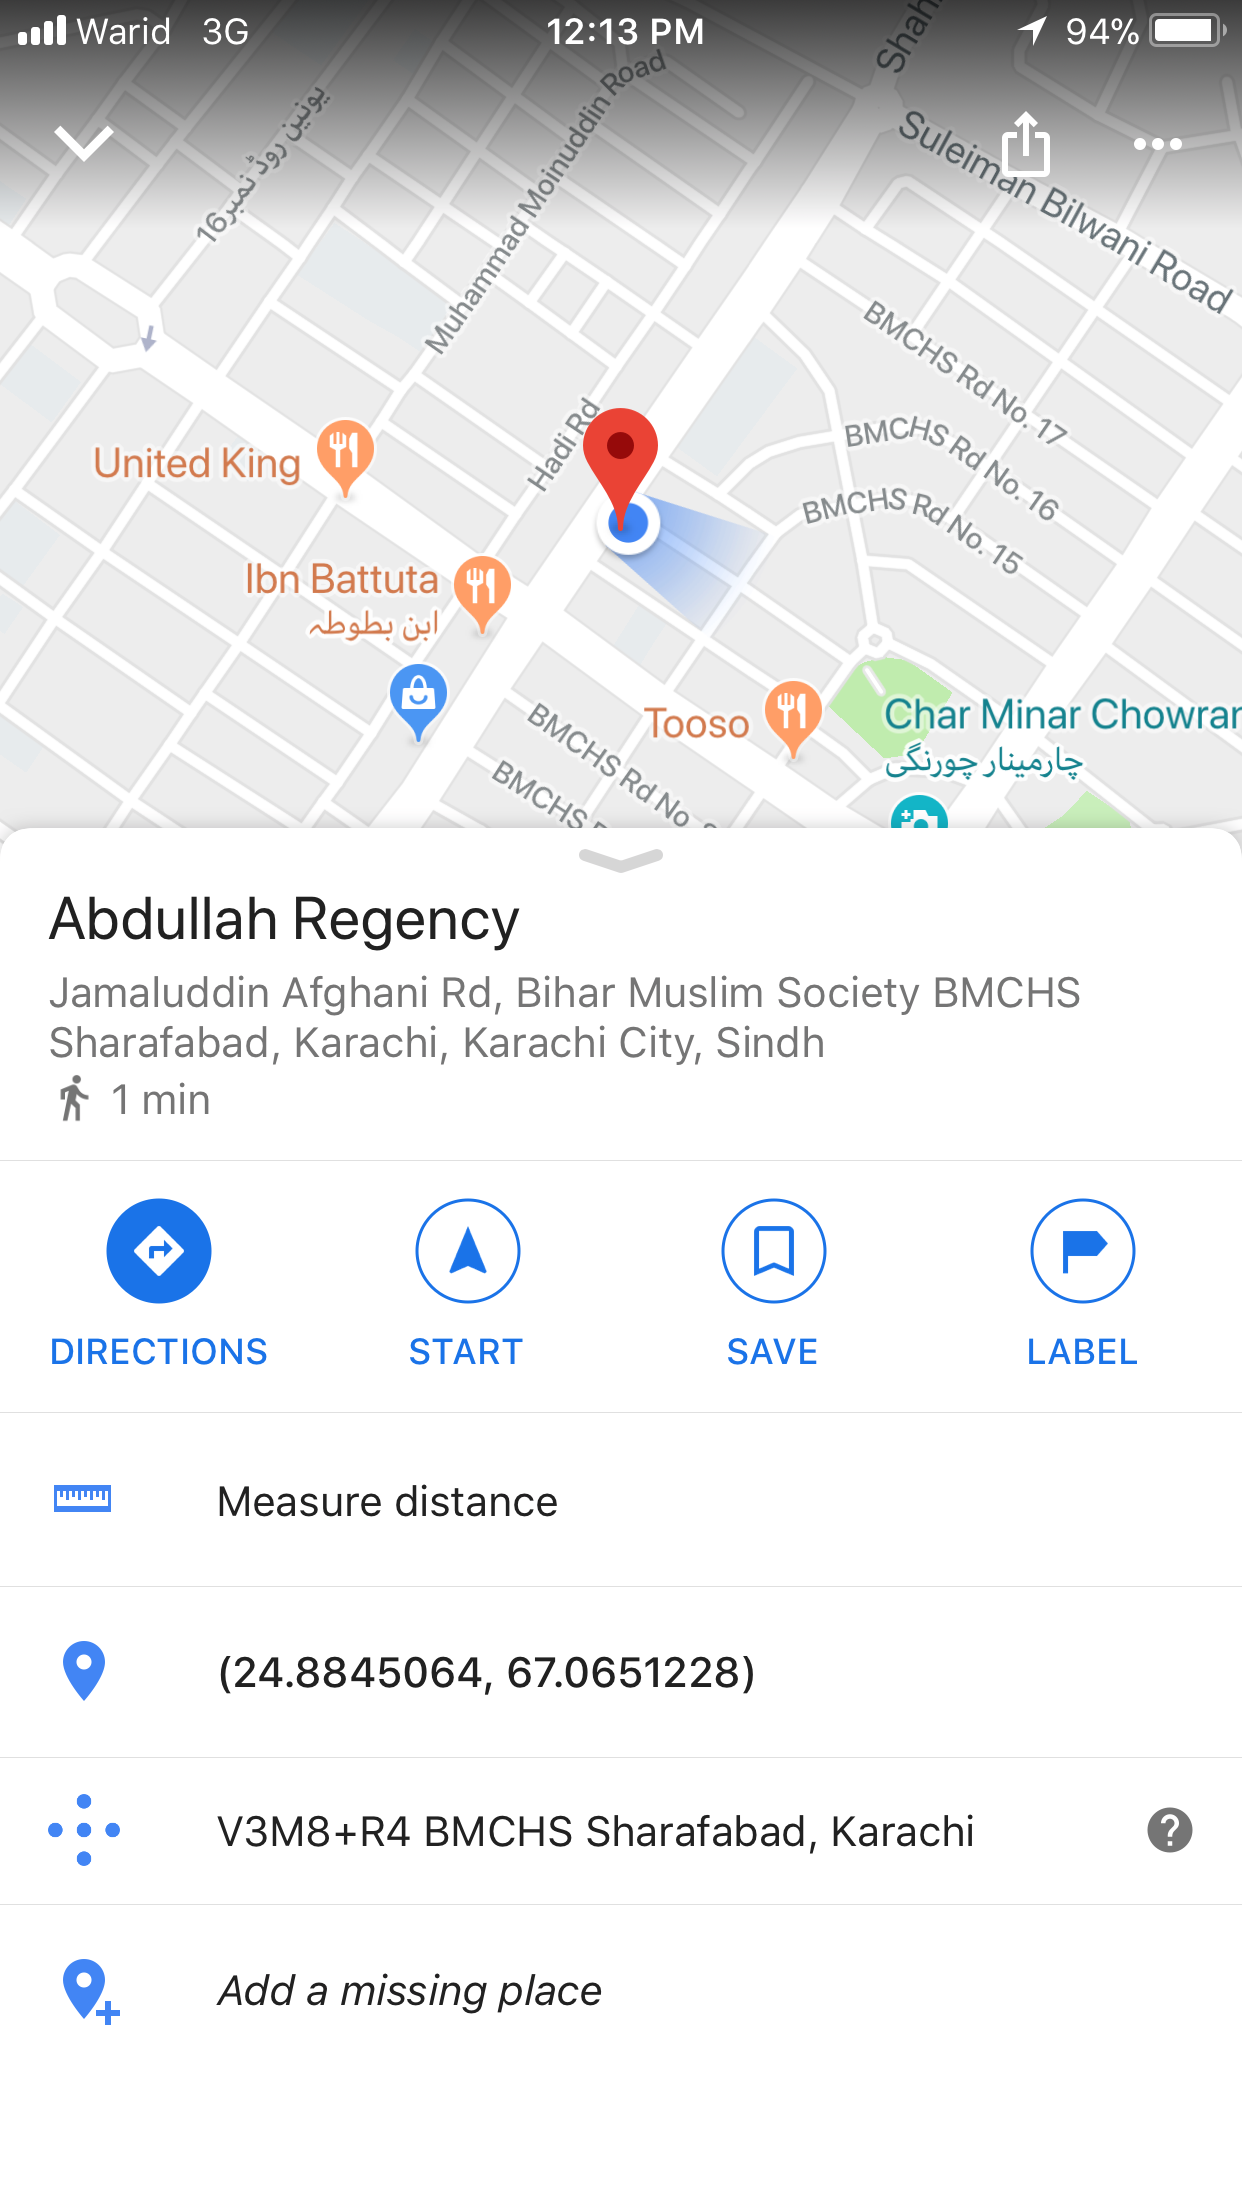 Warid 3G 12:13 PM 94%
Shah
یونین روڈ نمبر16
Muhammad Moinuddin Road
Suleiman Bilwani Road
BMCHS Rd No. 17
BMCHS Rd No. 16
BMCHS Rd No. 15
Hadi Rd
United King
Ibn Battuta
ابن بطوطہ
Tooso
BMCHS Rd No.
BMCHS
Char Minar Chowran
چارمینار چورنگی
Abdullah Regency
Jamaluddin Afghani Rd, Bihar Muslim Society BMCHS
Sharafabad, Karachi, Karachi City, Sindh
1 min
DIRECTIONS START SAVE LABEL
Measure distance
(24.8845064, 67.0651228)
V3M8+R4 BMCHS Sharafabad, Karachi
Add a missing place